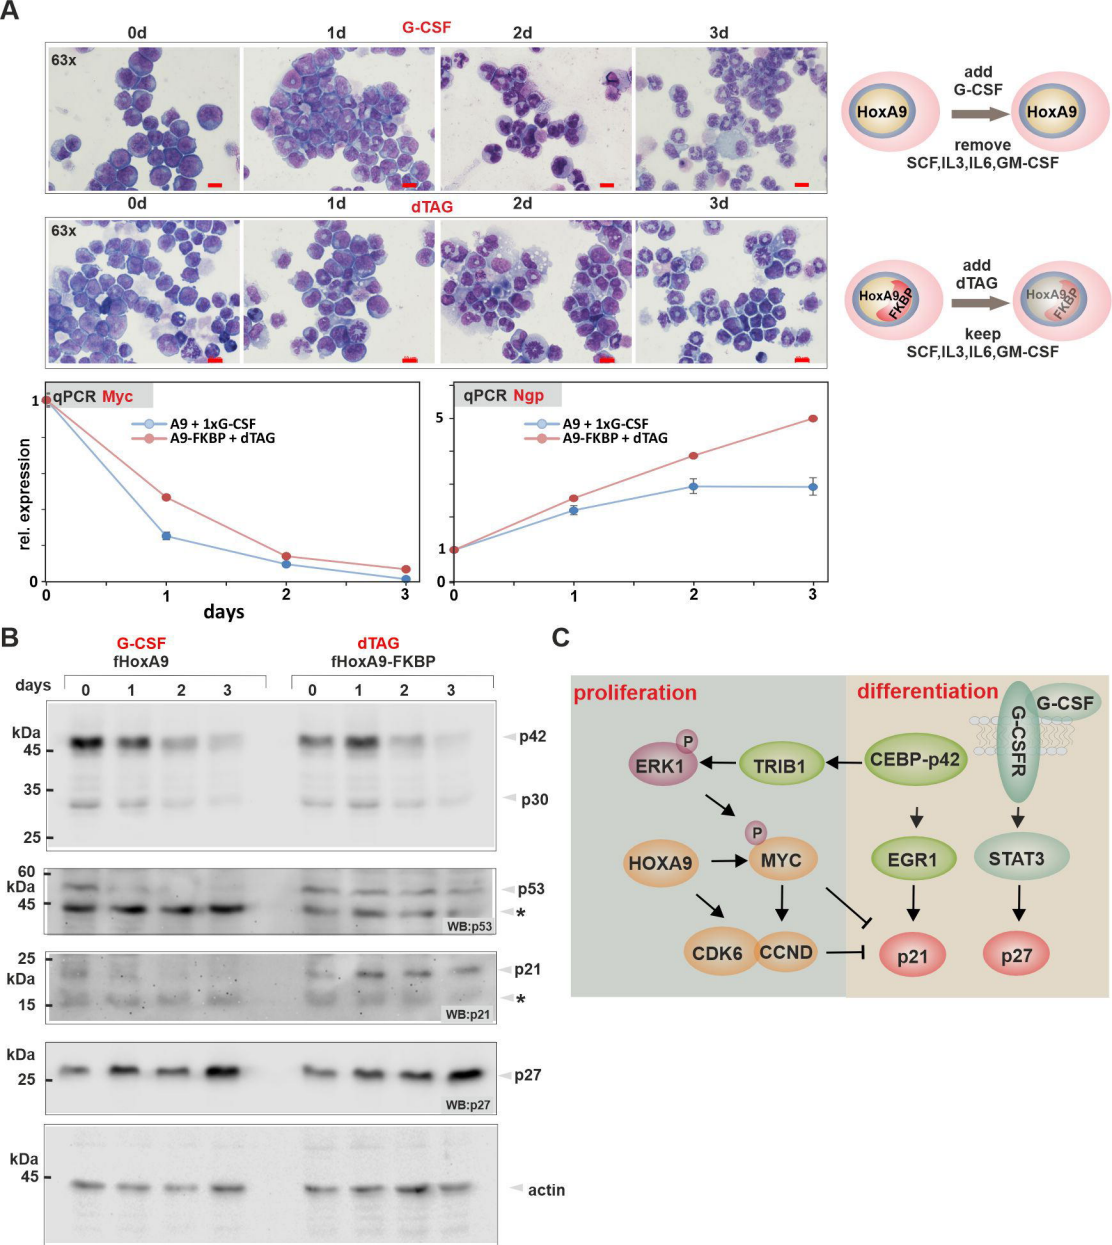 A
G-CSF
0d 1d 2d 3d
63x
add
G-CSF
HoxA9 HoxA9
remove
SCF,IL3,IL6,GM-CSF
dTAG
0d 1d 2d 3d
63x
add
dTAG
HoxA9 FKBP HoxA9 FKBP
keep
SCF,IL3,IL6,GM-CSF
qPCR Myc
A9 + 1xG-CSF
A9-FKBP + dTAG
rel. expression
1
0
0 1 2 3
days
qPCR Ngp
A9 + 1xG-CSF
A9-FKBP + dTAG
5
1
0
0 1 2 3
B
G-CSF dTAG
fHoxA9 fHoxA9-FKBP
days 0 1 2 3 0 1 2 3
kDa
45
35
25
p42
p30
60
kDa
45
p53
*
WB:p53
25
kDa
15
p21
*
WB:p21
kDa
25
p27
WB:p27
kDa
45
actin
C
proliferation differentiation
G-CSF
G-CSFR
P
ERK1 TRIB1 CEBP-p42
P
HOXA9 MYC EGR1 STAT3
CDK6 CCND p21 p27